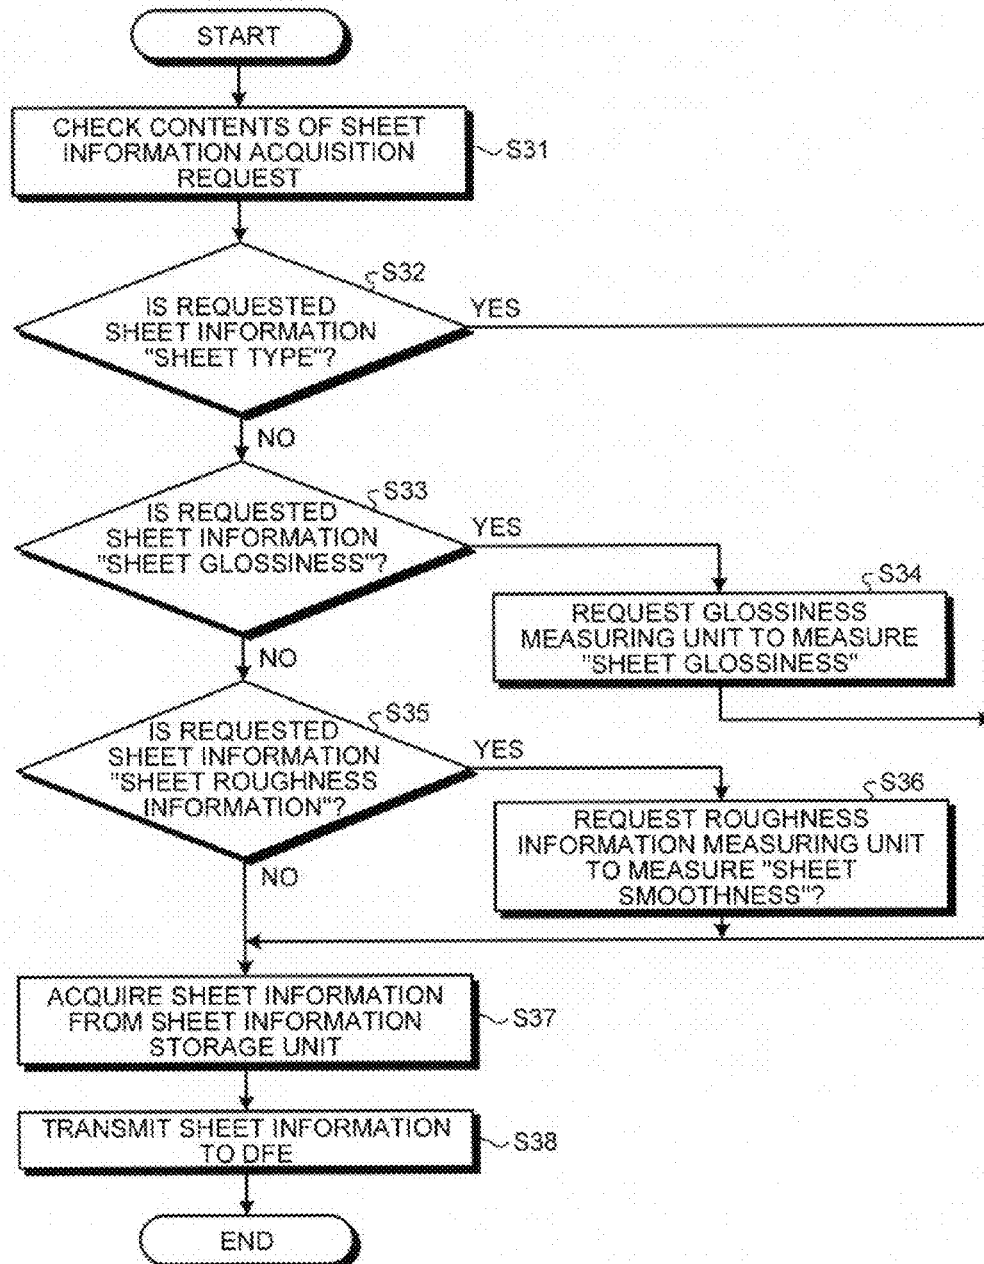 START
CHECK CONTENTS OF SHEET
INFORMATION ACQUISITION
REQUEST
S31
S32
IS REQUESTED
SHEET INFORMATION
"SHEET TYPE"?
YES
NO
S33
IS REQUESTED
SHEET INFORMATION
"SHEET GLOSSINESS"?
YES
S34
REQUEST GLOSSINESS
MEASURING UNIT TO MEASURE
"SHEET GLOSSINESS"
NO
S35
IS REQUESTED
SHEET INFORMATION
"SHEET ROUGHNESS
INFORMATION"?
YES
S36
REQUEST ROUGHNESS
INFORMATION MEASURING UNIT
TO MEASURE "SHEET
SMOOTHNESS"?
NO
ACQUIRE SHEET INFORMATION
FROM SHEET INFORMATION
STORAGE UNIT
S37
TRANSMIT SHEET INFORMATION
TO DFE
S38
END